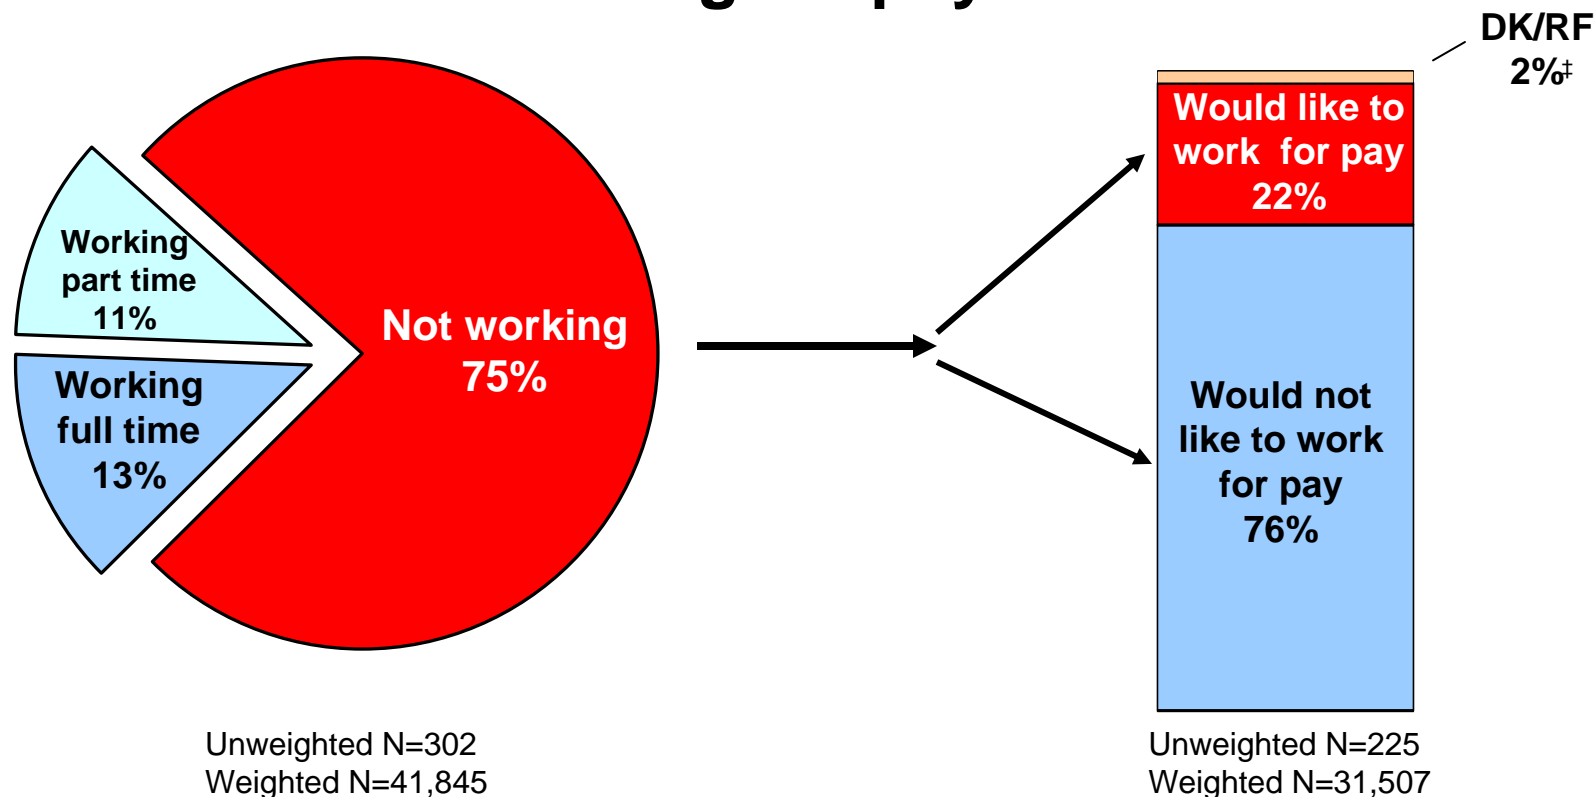 DK/RF
2%‡
Would like to
work for pay
22%
Working
part time
11%
Not working
75%
Working
full time
13%
Would not
like to work
for pay
76%
Unweighted N=302
Weighted N=41,845
Unweighted N=225
Weighted N=31,507